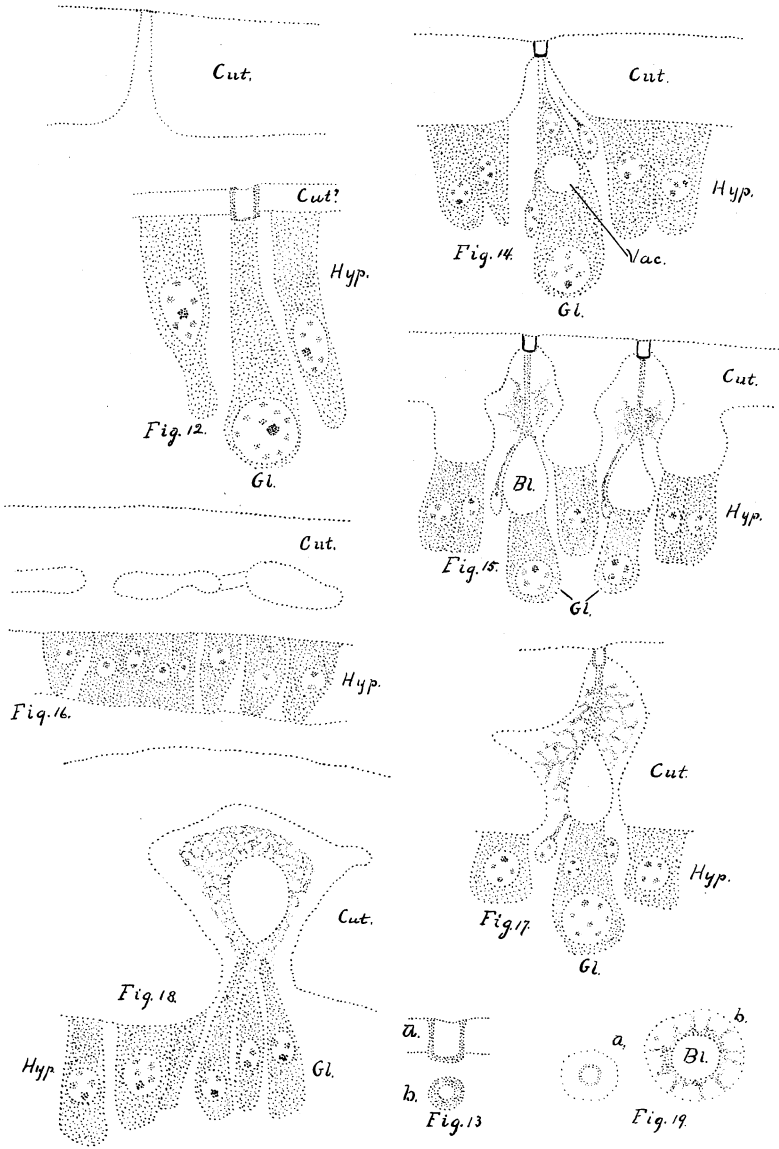 Cut.
Cut?
Hyp.
Fig. 12.
Gl.
Cut.
Hyp.
Fig. 14.
Vac.
Gl.
Cut.
Bl.
Hyp.
Fig. 15.
Gl.
Cut.
Hyp.
Fig. 16.
Cut.
Hyp.
Fig. 17.
Gl.
Cut.
Fig. 18.
Hyp
Gl.
a.
b.
Fig. 13
a,
b.
Bl.
Fig. 19.